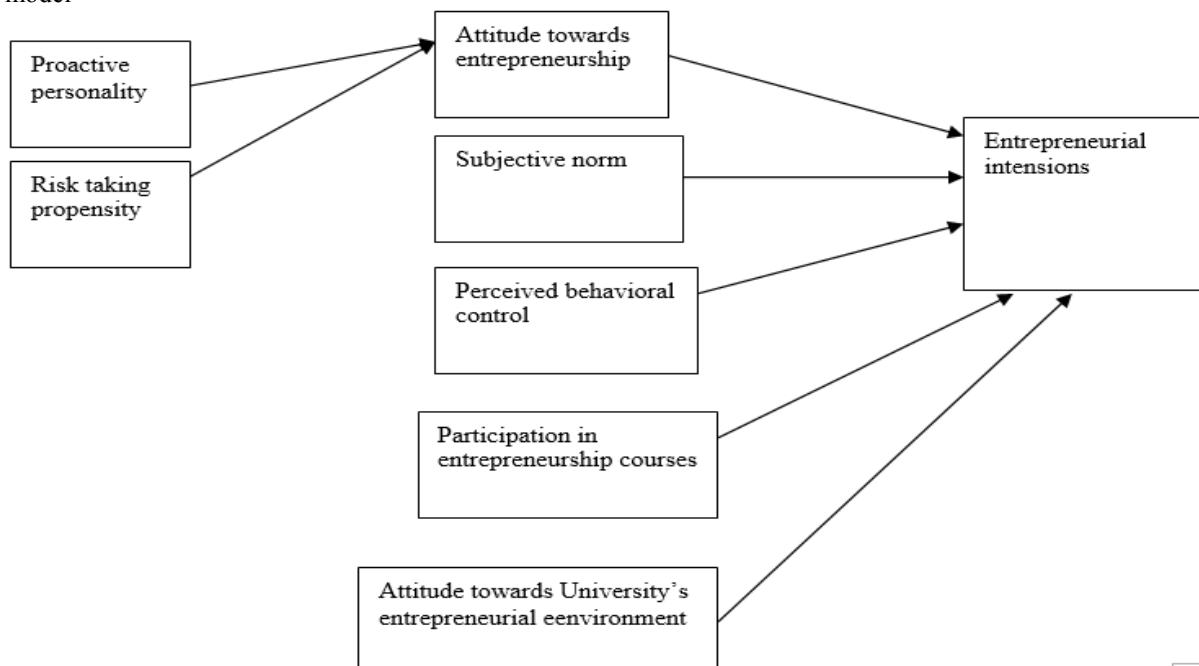 model
Proactive
personality
Risk taking
propensity
Attitude towards
entrepreneurship
Subjective norm
Perceived behavioral
control
Participation in
entrepreneurship courses
Attitude towards University’s
entrepreneurial eenvironment
Entrepreneurial
intensions